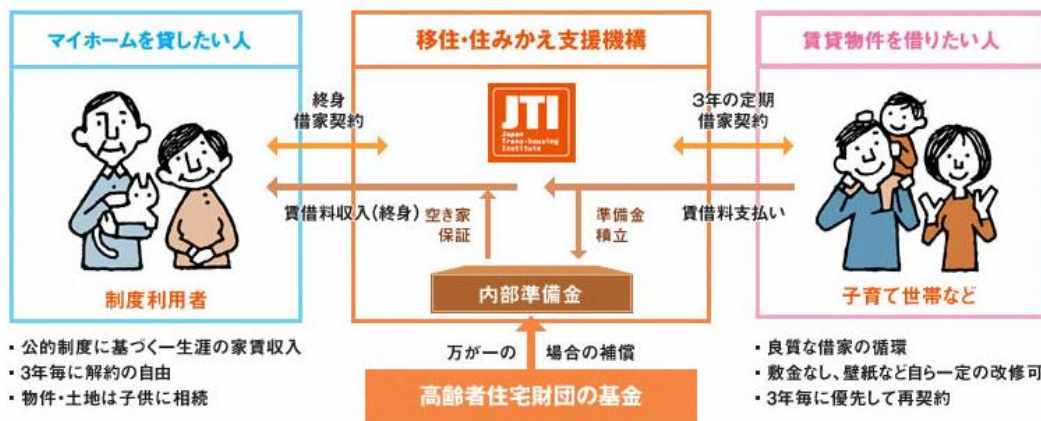 マイホームを貸したい人
移住・住みかえ支援機構
賃貸物件を借りたい人
JTI
Japan
Trans-housing
Institute
終身
借家契約
3年の定期
借家契約
賃借料収入(終身)
空き家
保証
準備金
積立
賃借料支払い
内部準備金
制度利用者
子育て世帯など
・公的制度に基づく一生涯の家賃収入
・3年毎に解約の自由
・物件・土地は子供に相続
万が一の 場合の補償
高齢者住宅財団の基金
・良質な借家の循環
・敷金なし、壁紙など自ら一定の改修可
・3年毎に優先して再契約